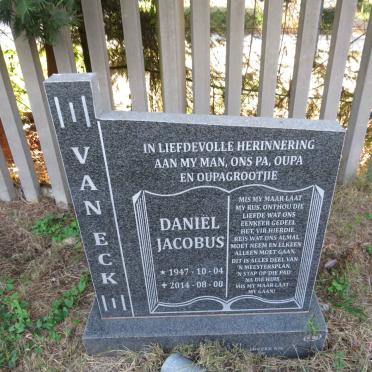 VAN ECK
IN LIEFDEVOLLE HERINNERING
AAN MY MAN, ONS PA, OUPA
EN OUPAGROOTJIE
DANIËL
JACOBUS
* 1947 - 10 - 04
† 2014 - 08 - 08
MIS MY MAAR LAAT
MY RUS, ONTHOU DIE
LIEFDE WAT ONS
EENKEER GEDEEL
HET, VIR HIERDIE
REIS WAT ONS ALMAL
MOET NEEM EN ELKEEN
ALLEEN MOET GAAN.
DIT IS ALLES DEEL VAN
'N MEESTERSPLAN,
'N STAP OP DIE PAD
NA DIE HUIS,
MIS MY MAAR LAAT
MY GAAN!